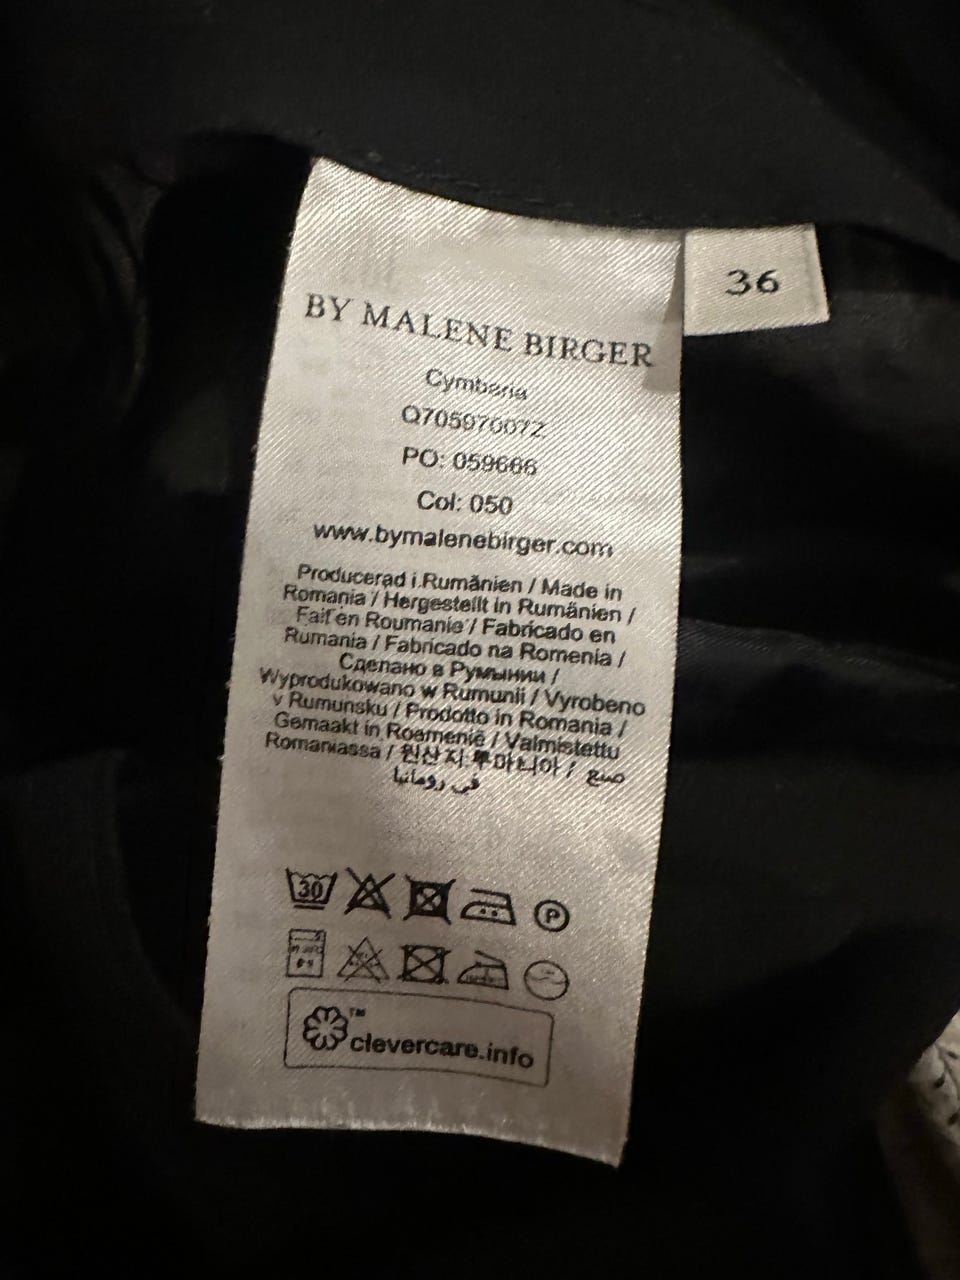 BY MALENE BIRGER
36
Cymbaria
Q70597007Z
PO: 059666
Col: 050
www.bymalenebirger.com
Producerad i Rumänien / Made in
Romania / Hergestellt in Rumänien /
Fait en Roumanie / Fabricado en
Rumania / Fabricado na Romenia /
Сделано в Румынии /
Wyprodukowano w Rumunii / Vyrobeno
v Rumunsku / Prodotto in Romania /
Gemaakt in Roemenië / Valmistettu
Romaniassa / 원산지 루마니아 / صنع
في رومانيا
30
P
™
clevercare.info